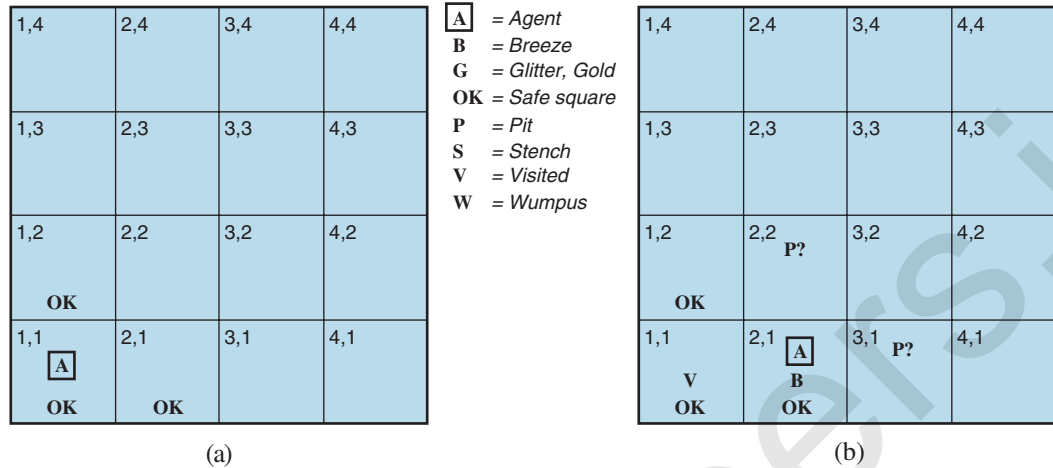 1,4 2,4 3,4 4,4
1,3 2,3 3,3 4,3
1,2 2,2 3,2 4,2
OK
1,1 2,1 3,1 4,1
A
OK OK
(a)
A = Agent
B = Breeze
G = Glitter, Gold
OK = Safe square
P = Pit
S = Stench
V = Visited
W = Wumpus
1,4 2,4 3,4 4,4
1,3 2,3 3,3 4,3
1,2 2,2 3,2 4,2
P?
OK
1,1 2,1 3,1 4,1
A P?
V B
OK OK
(b)